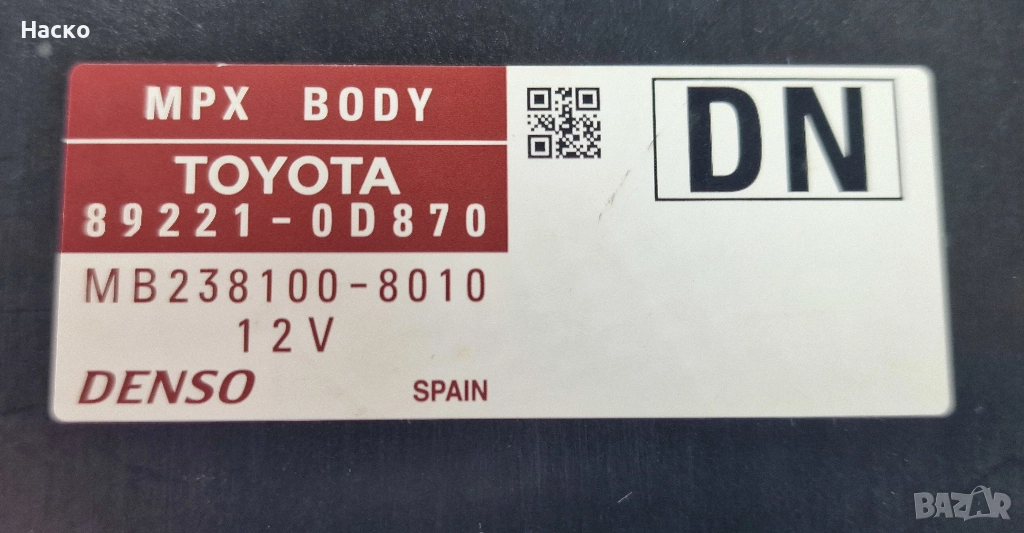 Наско
MPX BODY
DN
TOYOTA
89221-0D870
MB238100-8010
12V
DENSO
SPAIN
BAZAR